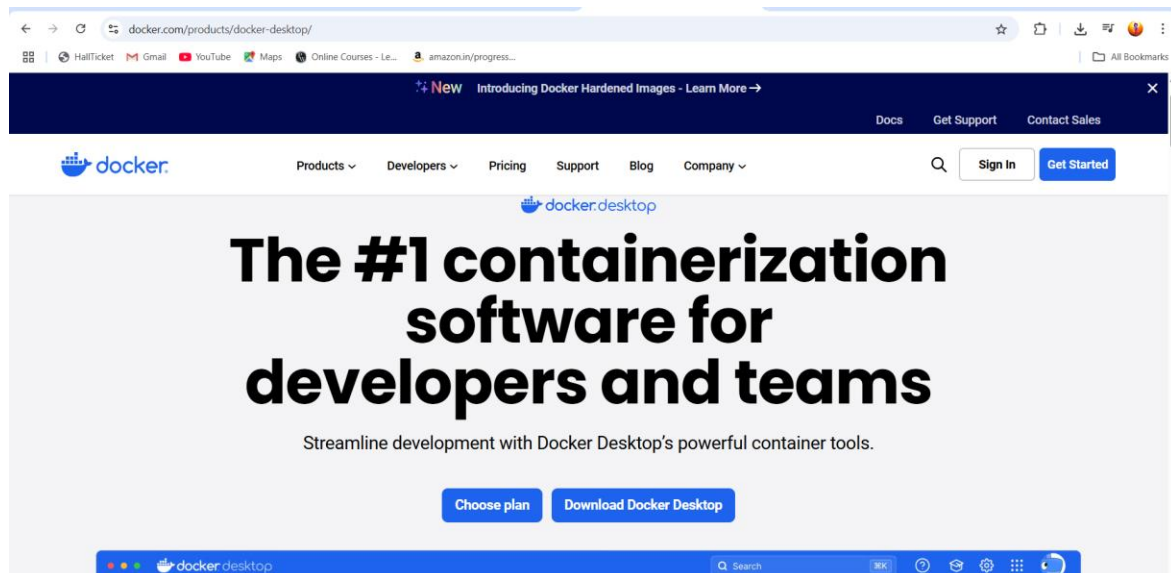 docker.com/products/docker-desktop/
HallTicket Gmail YouTube Maps Online Courses - Le... amazon.in/progress... All Bookmarks
New Introducing Docker Hardened Images - Learn More →
Docs Get Support Contact Sales
docker. Products Developers Pricing Support Blog Company Sign In Get Started
docker.desktop
The #1 containerization
software for
developers and teams
Streamline development with Docker Desktop's powerful container tools.
Choose plan Download Docker Desktop
docker.desktop Search ⌘K